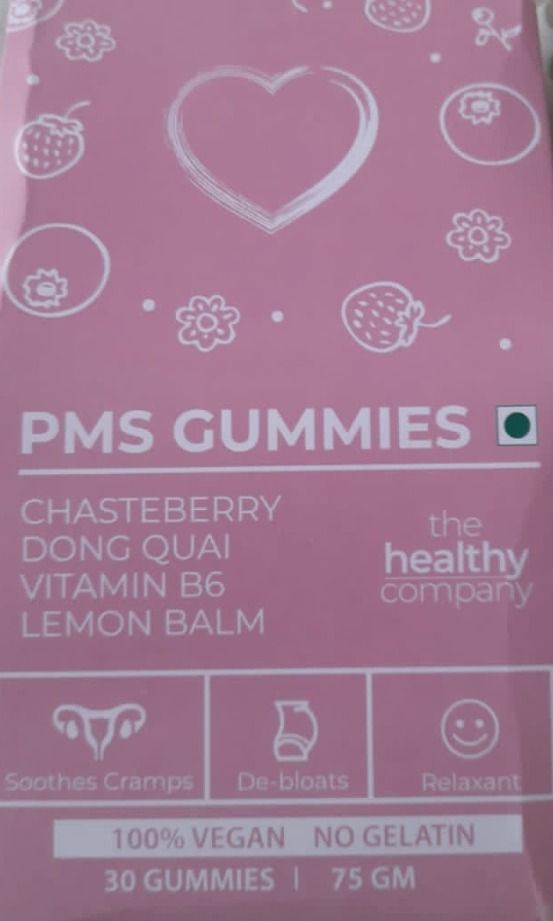 PMS GUMMIES
CHASTEBERRY
DONG QUAI
VITAMIN B6
LEMON BALM
the
healthy
company
Soothes Cramps
De-bloats
Relaxant
100% VEGAN NO GELATIN
30 GUMMIES | 75 GM